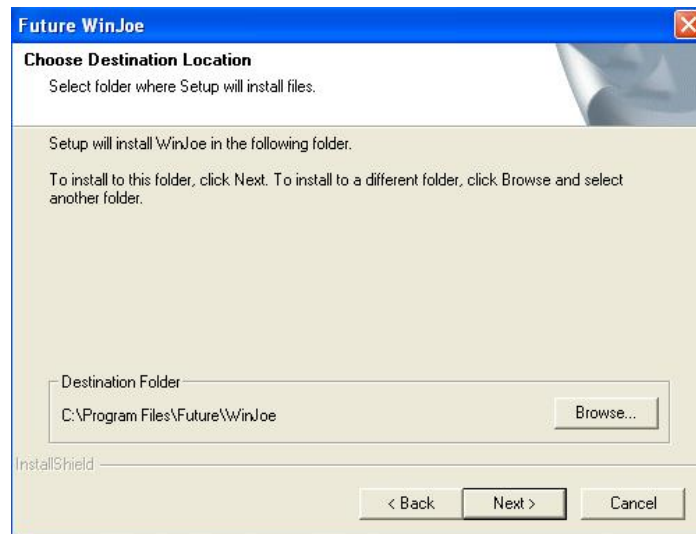 Future WinJoe
Choose Destination Location
Select folder where Setup will install files.
Setup will install WinJoe in the following folder.
To install to this folder, click Next. To install to a different folder, click Browse and select
another folder.
Destination Folder
C:\Program Files\Future\WinJoe
Browse...
InstallShield
< Back
Next >
Cancel